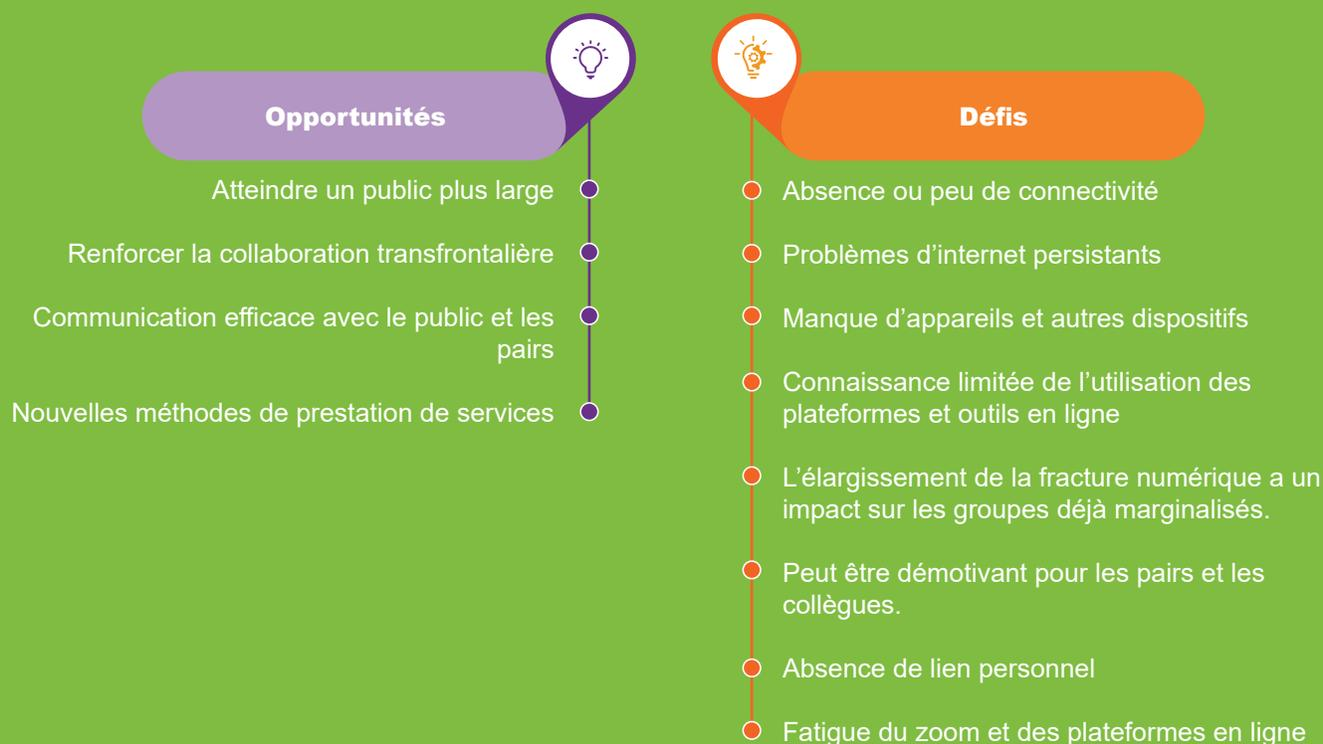 Opportunités
Atteindre un public plus large
Renforcer la collaboration transfrontalière
Communication efficace avec le public et les
pairs
Nouvelles méthodes de prestation de services
Défis
Absence ou peu de connectivité
Problèmes d’internet persistants
Manque d’appareils et autres dispositifs
Connaissance limitée de l’utilisation des
plateformes et outils en ligne
L’élargissement de la fracture numérique a un
impact sur les groupes déjà marginalisés.
Peut être démotivant pour les pairs et les
collègues.
Absence de lien personnel
Fatigue du zoom et des plateformes en ligne